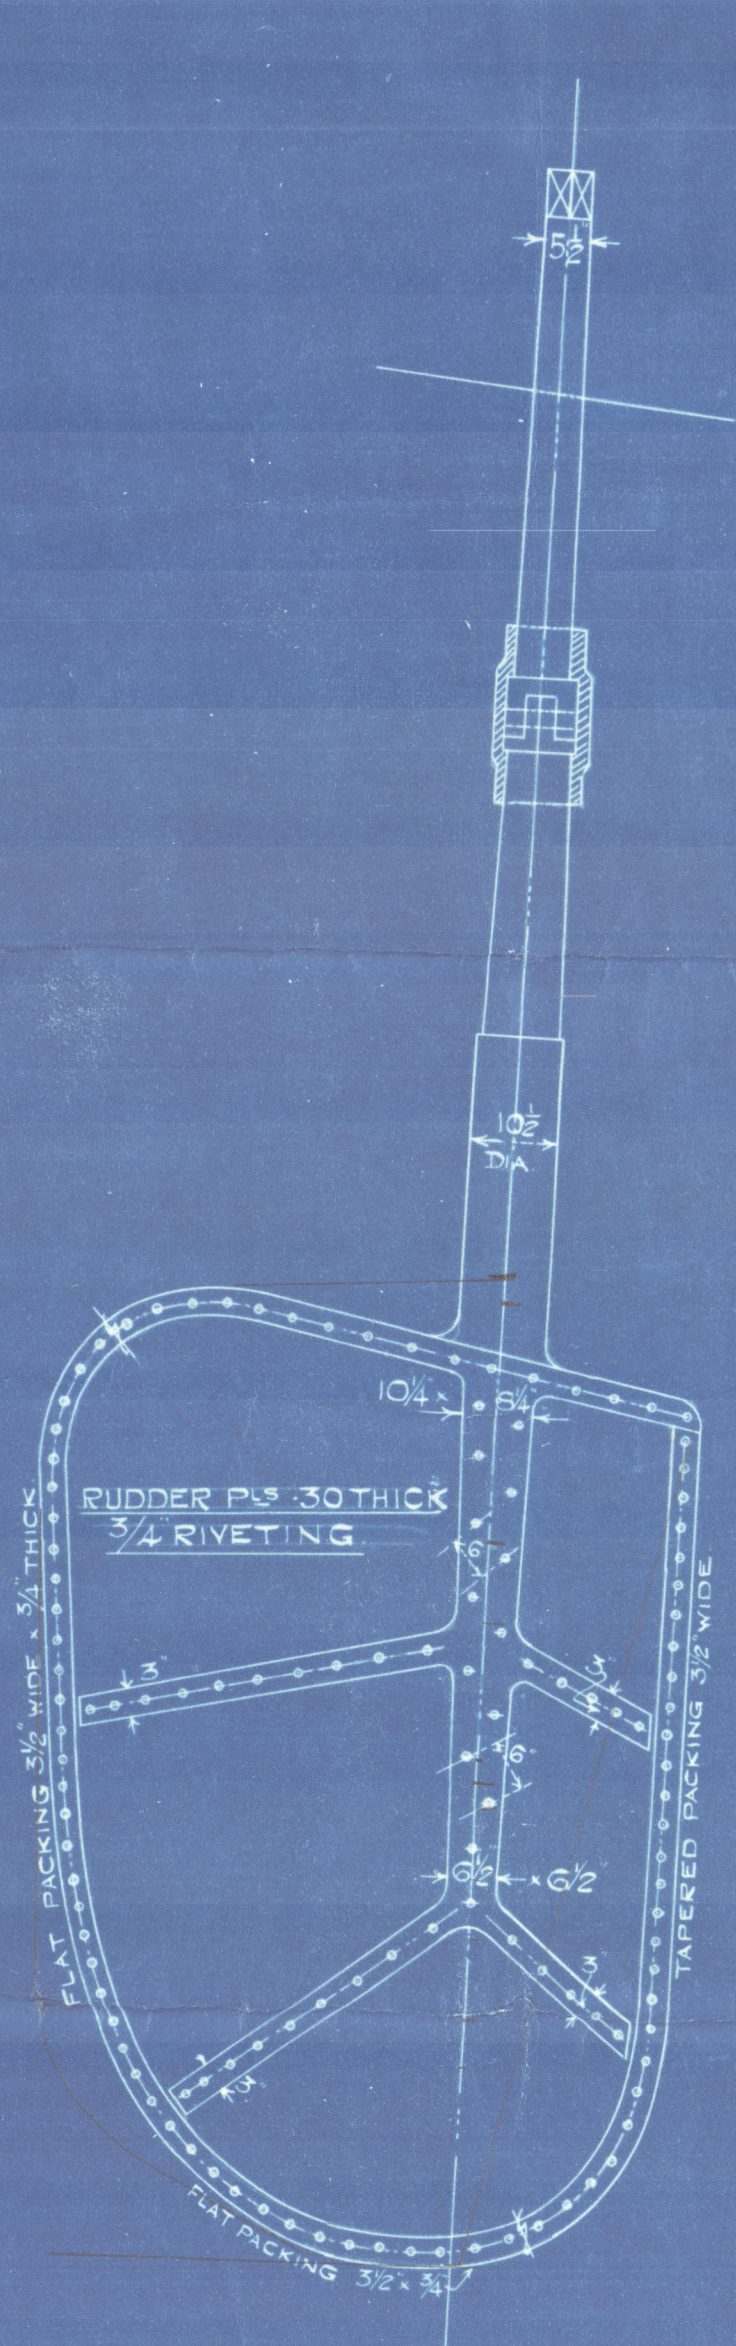 5½"
10½
DIA.
10¼ × 8¼"
RUDDER PLS .30 THICK
3/4" RIVETING
6"
3"
3"
6"
6½" × 6½"
3"
3"
FLAT PACKING 3½" WIDE × 3/4 THICK.
TAPERED PACKING 3½" WIDE.
FLAT PACKING 3½" × 3/4"